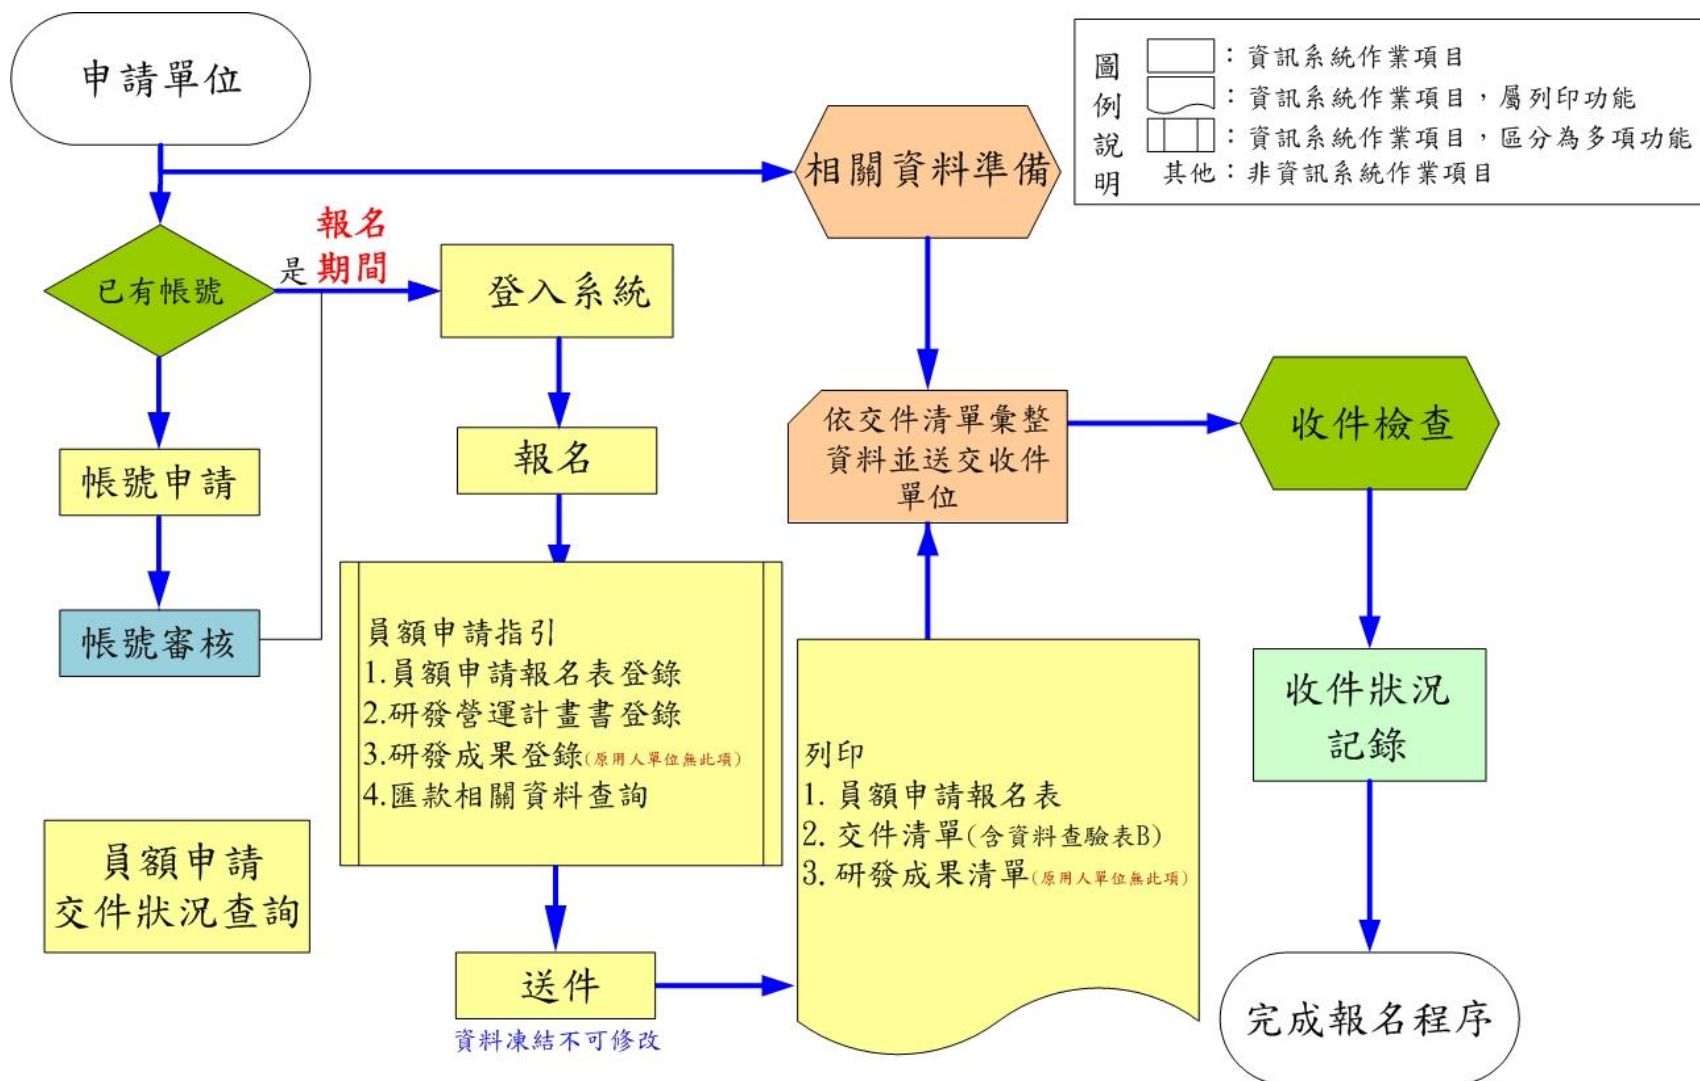 申請單位
圖例說明
：資訊系統作業項目
：資訊系統作業項目，屬列印功能
：資訊系統作業項目，區分為多項功能
其他：非資訊系統作業項目
相關資料準備
已有帳號
是
報名
期間
登入系統
帳號申請
帳號審核
報名
員額申請指引
1.員額申請報名表登錄
2.研發營運計畫書登錄
3.研發成果登錄(原用人單位無此項)
4.匯款相關資料查詢
員額申請
交件狀況查詢
送件
資料凍結不可修改
列印
1. 員額申請報名表
2. 交件清單(含資料查驗表B)
3. 研發成果清單(原用人單位無此項)
依交件清單彙整
資料並送交收件
單位
收件檢查
收件狀況
記錄
完成報名程序